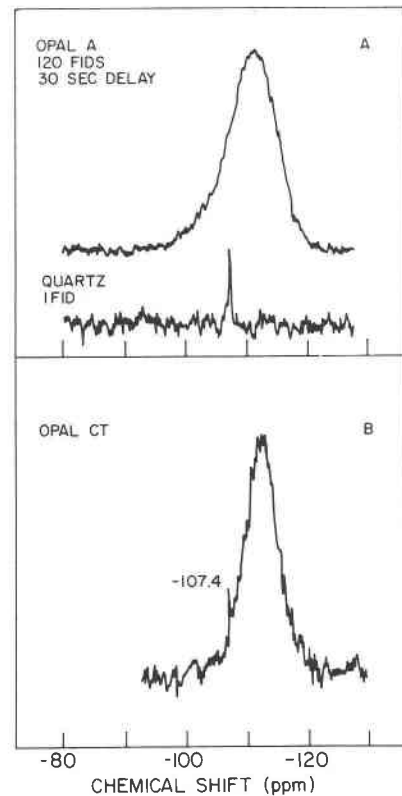 OPAL A
120 FIDS
30 SEC DELAY
A
QUARTZ
1 FID
OPAL CT
B
-107.4
-80
-100
-120
CHEMICAL SHIFT (ppm)